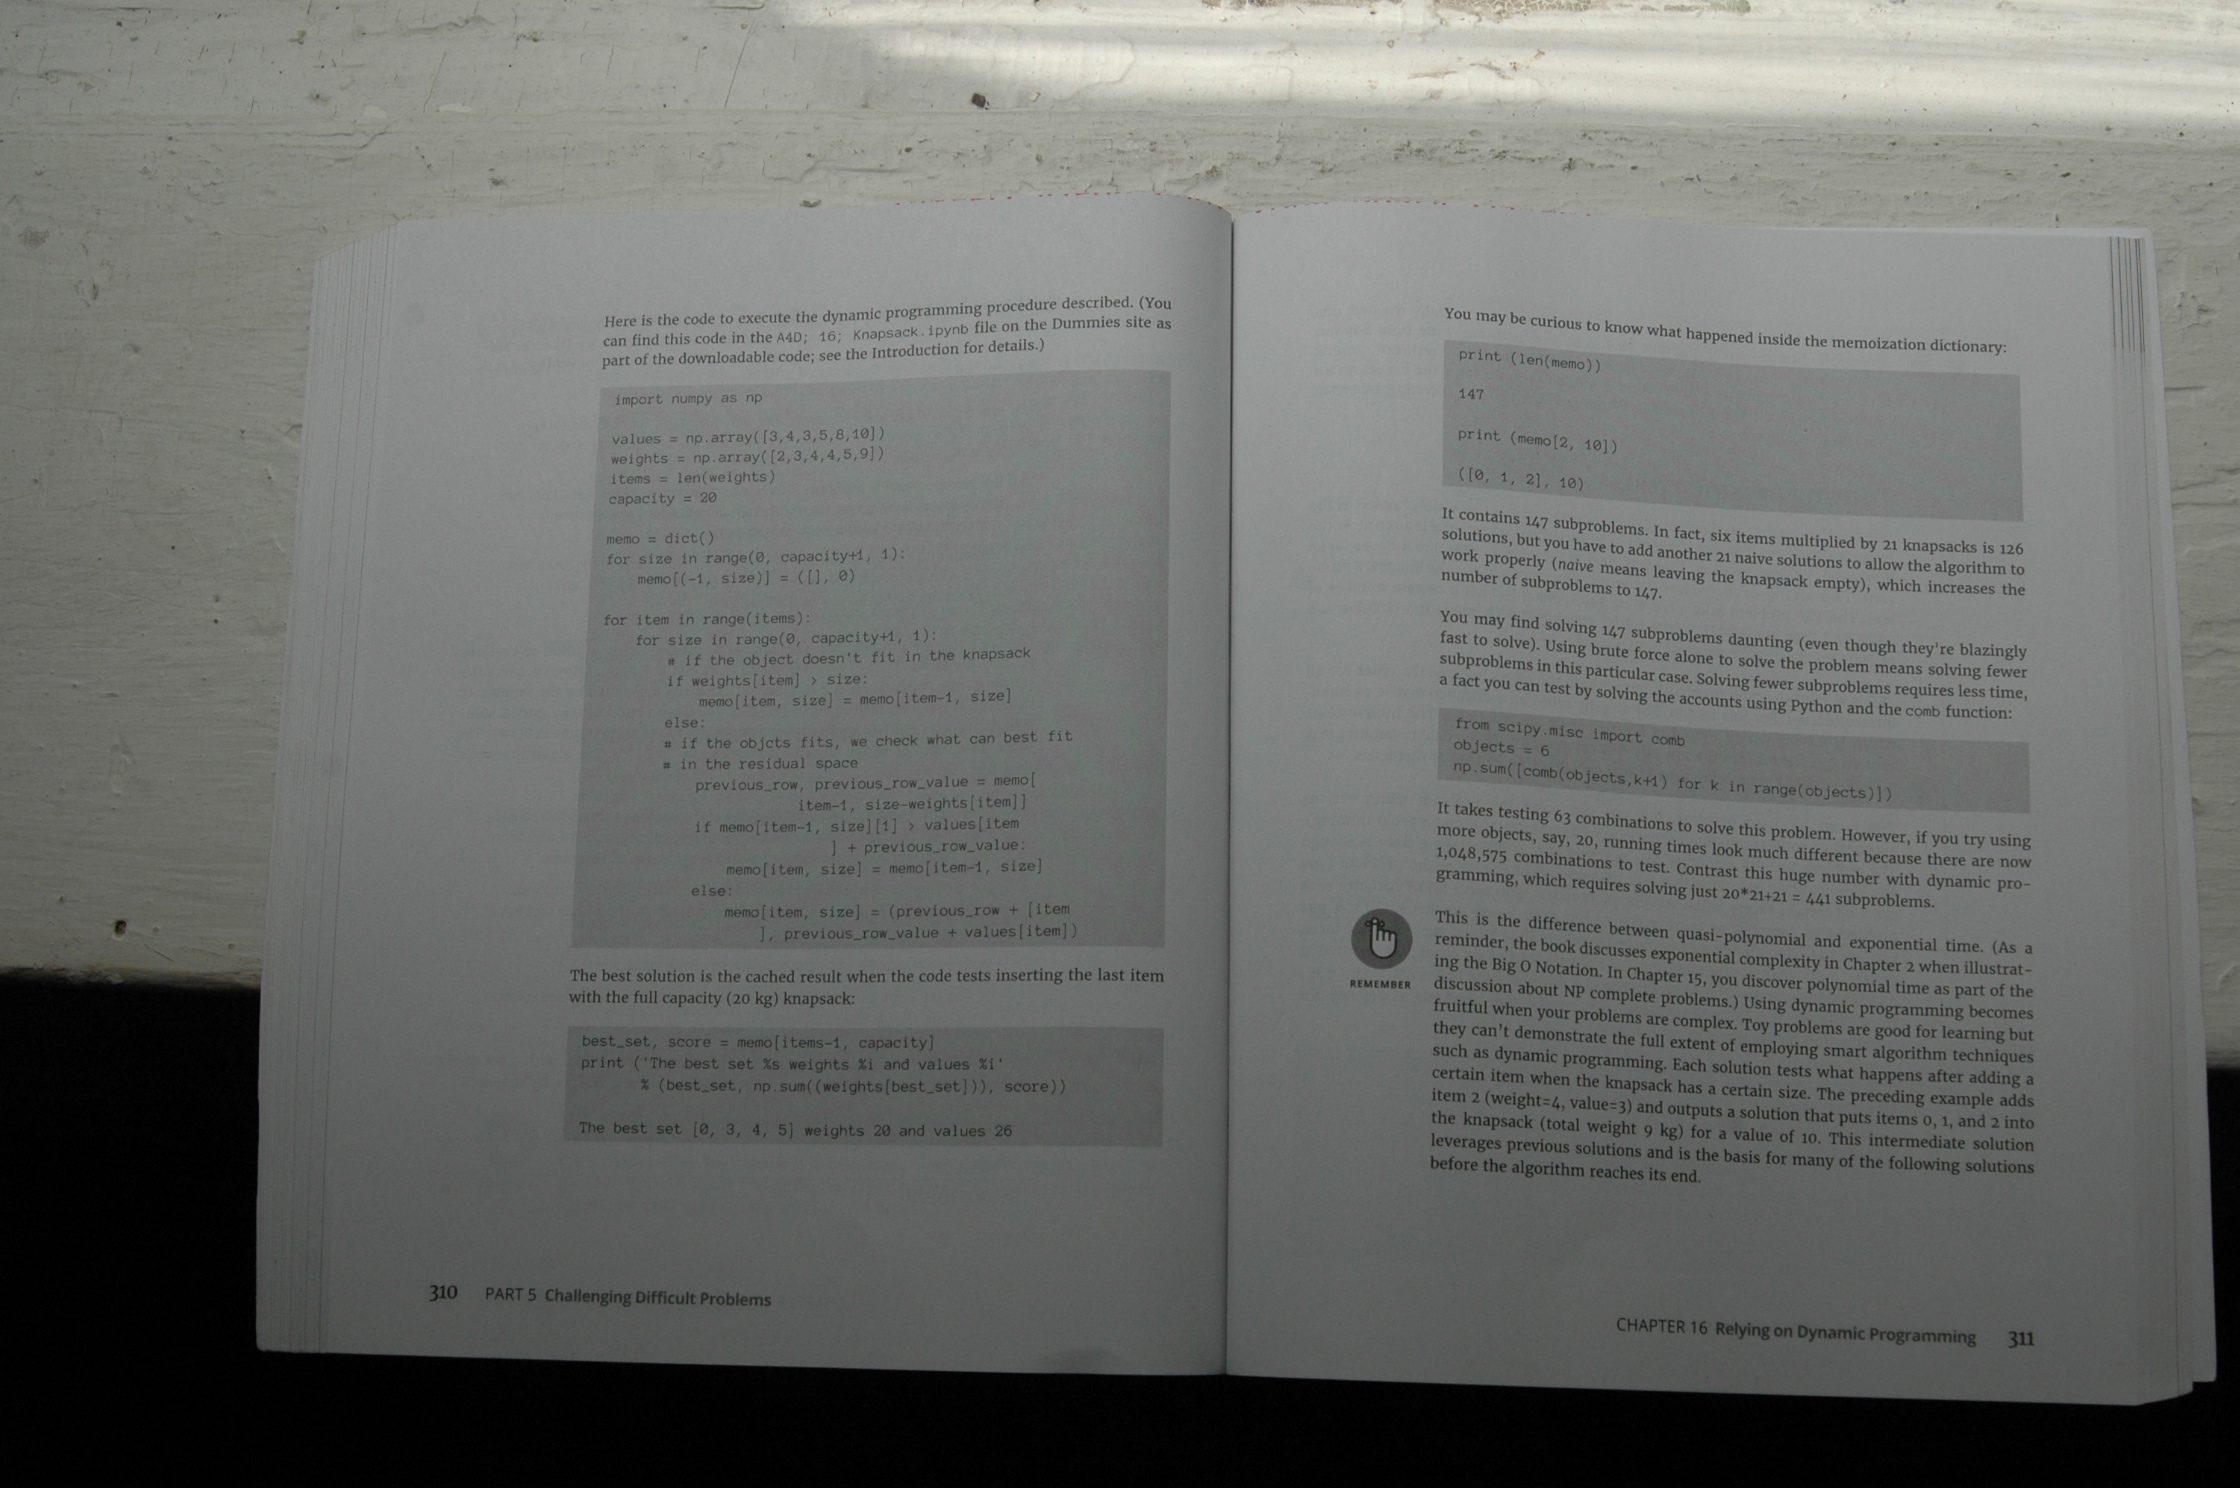 Here is the code to execute the dynamic programming procedure described. (You
can find this code in the A4D; 16; Knapsack.ipynb file on the Dummies site as
part of the downloadable code; see the Introduction for details.)
import numpy as np
values = np.array([3,4,3,5,8,10])
weights = np.array([2,3,4,4,5,9])
items = len(weights)
capacity = 20
memo = dict()
for size in range(0, capacity+1, 1):
    memo[(-1, size)] = ([], 0)
for item in range(items):
    for size in range(0, capacity+1, 1):
        # if the object doesn't fit in the knapsack
        if weights[item] > size:
            memo[item, size] = memo[item-1, size]
        else:
        # if the objcts fits, we check what can best fit
        # in the residual space
            previous_row, previous_row_value = memo[
                         item-1, size-weights[item]]
            if memo[item-1, size][1] > values[item
                             ] + previous_row_value:
                memo[item, size] = memo[item-1, size]
            else:
                memo[item, size] = (previous_row + [item
                    ], previous_row_value + values[item])
The best solution is the cached result when the code tests inserting the last item
with the full capacity (20 kg) knapsack:
best_set, score = memo[items-1, capacity]
print ('The best set %s weights %i and values %i'
       % (best_set, np.sum((weights[best_set])), score))
The best set [0, 3, 4, 5] weights 20 and values 26
310 PART 5 Challenging Difficult Problems
You may be curious to know what happened inside the memoization dictionary:
print (len(memo))
147
print (memo[2, 10])
([0, 1, 2], 10)
It contains 147 subproblems. In fact, six items multiplied by 21 knapsacks is 126
solutions, but you have to add another 21 naive solutions to allow the algorithm to
work properly (naive means leaving the knapsack empty), which increases the
number of subproblems to 147.
You may find solving 147 subproblems daunting (even though they're blazingly
fast to solve). Using brute force alone to solve the problem means solving fewer
subproblems in this particular case. Solving fewer subproblems requires less time,
a fact you can test by solving the accounts using Python and the comb function:
from scipy.misc import comb
objects = 6
np.sum([comb(objects,k+1) for k in range(objects)])
It takes testing 63 combinations to solve this problem. However, if you try using
more objects, say, 20, running times look much different because there are now
1,048,575 combinations to test. Contrast this huge number with dynamic pro-
gramming, which requires solving just 20*21+21 = 441 subproblems.
REMEMBER
This is the difference between quasi-polynomial and exponential time. (As a
reminder, the book discusses exponential complexity in Chapter 2 when illustrat-
ing the Big O Notation. In Chapter 15, you discover polynomial time as part of the
discussion about NP complete problems.) Using dynamic programming becomes
fruitful when your problems are complex. Toy problems are good for learning but
they can't demonstrate the full extent of employing smart algorithm techniques
such as dynamic programming. Each solution tests what happens after adding a
certain item when the knapsack has a certain size. The preceding example adds
item 2 (weight=4, value=3) and outputs a solution that puts items 0, 1, and 2 into
the knapsack (total weight 9 kg) for a value of 10. This intermediate solution
leverages previous solutions and is the basis for many of the following solutions
before the algorithm reaches its end.
CHAPTER 16 Relying on Dynamic Programming 311